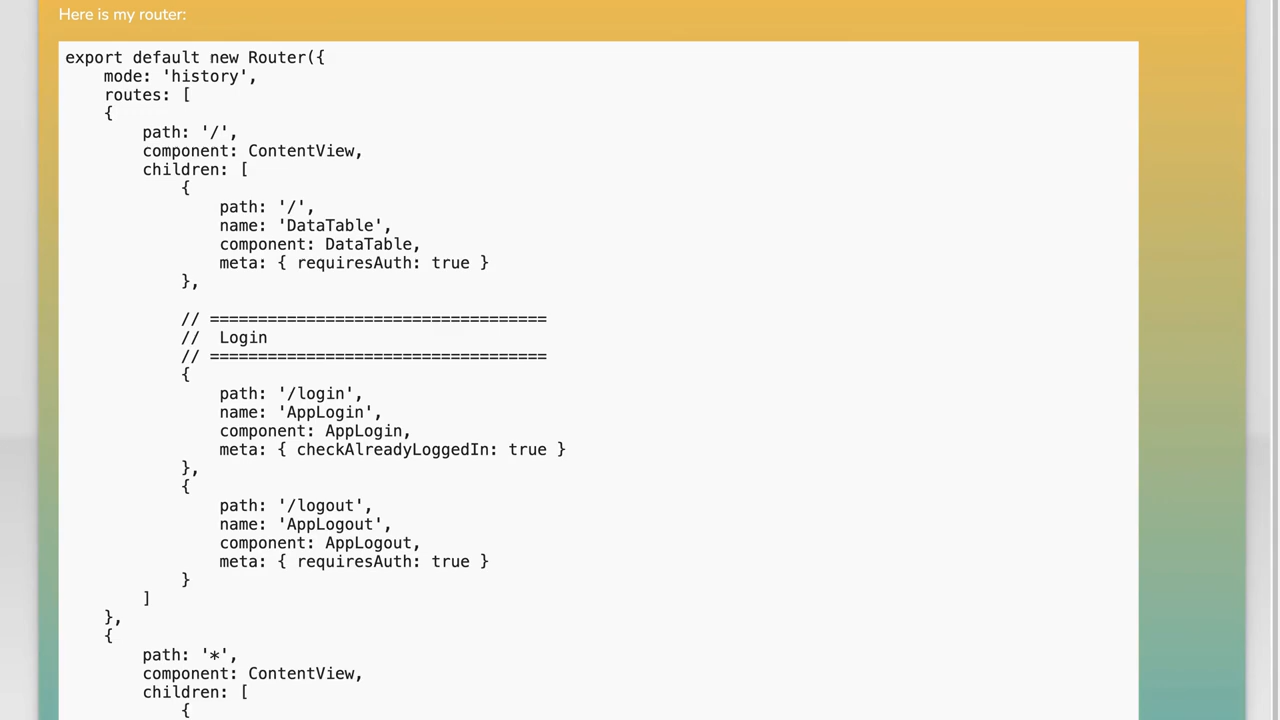 Here is my router:
export default new Router({
    mode: 'history',
    routes: [
    {
        path: '/',
        component: ContentView,
        children: [
            {
                path: '/',
                name: 'DataTable',
                component: DataTable,
                meta: { requiresAuth: true }
            },
            // ===================================
            //  Login
            // ===================================
            {
                path: '/login',
                name: 'AppLogin',
                component: AppLogin,
                meta: { checkAlreadyLoggedIn: true }
            },
            {
                path: '/logout',
                name: 'AppLogout',
                component: AppLogout,
                meta: { requiresAuth: true }
            }
        ]
    },
    {
        path: '*',
        component: ContentView,
        children: [
            {